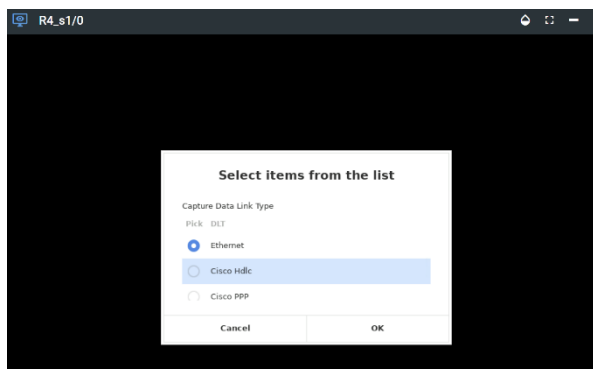 R4_s1/0
Select items from the list
Capture Data Link Type
Pick DLT
Ethernet
Cisco Hdlc
Cisco PPP
Cancel OK